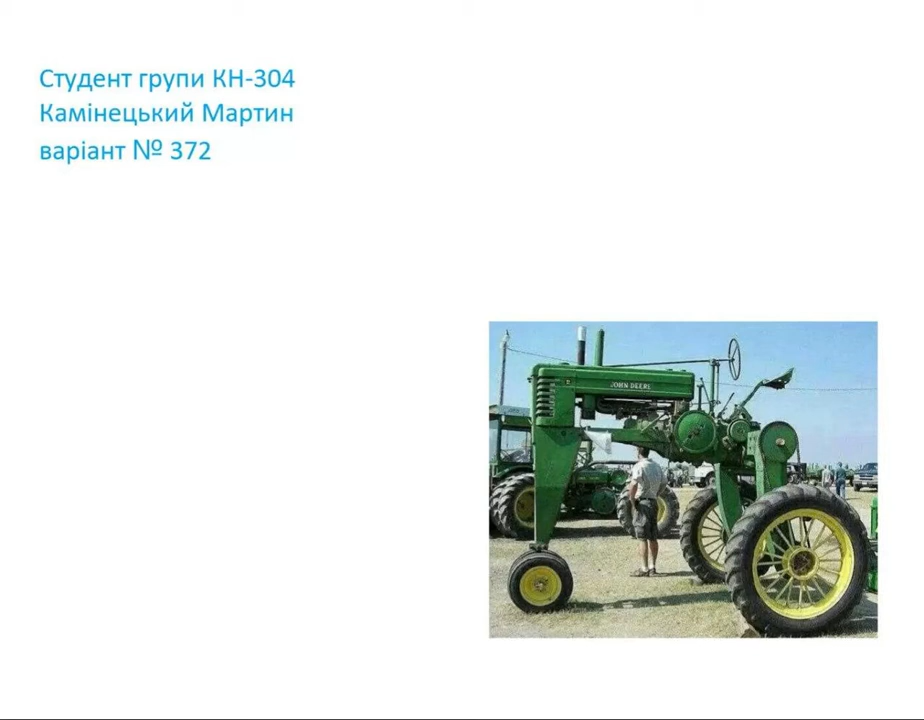 Студент групи КН-304
Камінецький Мартин
варіант № 372
JOHN DEERE